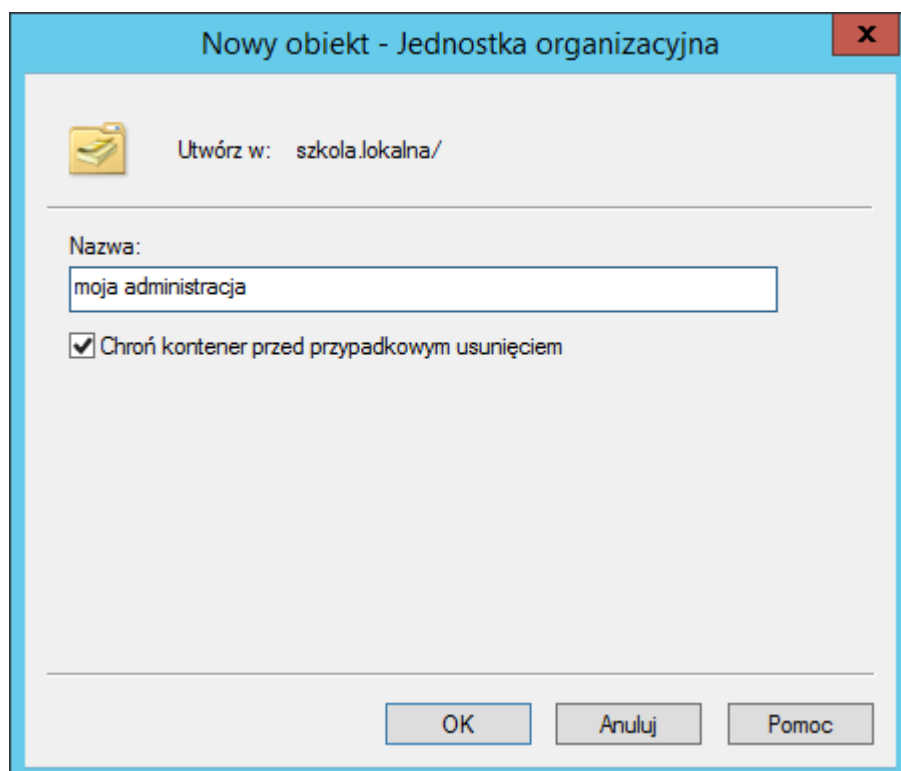 Nowy obiekt - Jednostka organizacyjna
x
Utwórz w: szkola.lokalna/
Nazwa:
moja administracja
Chroń kontener przed przypadkowym usunięciem
OK Anuluj Pomoc